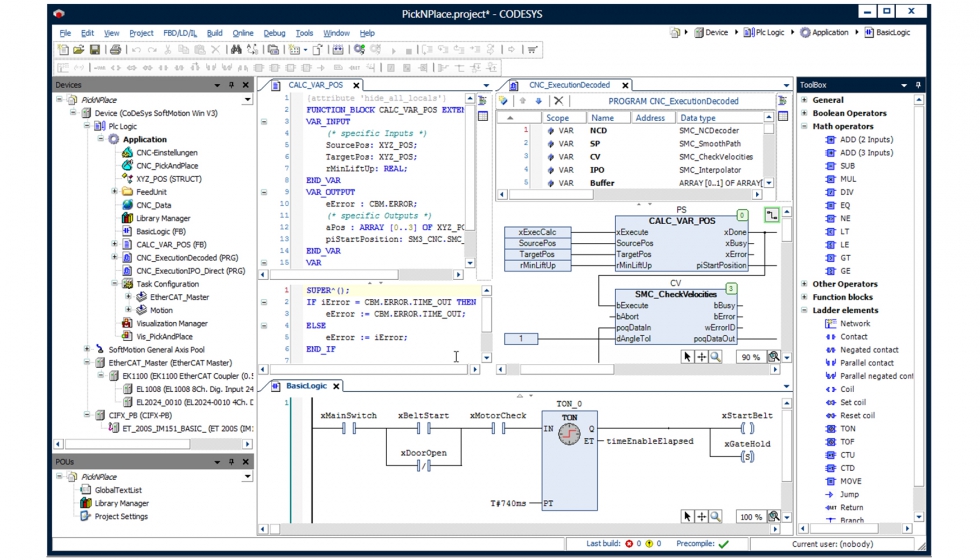 PickNPlace.project* - CODESYS
File Edit View Project FBD/LD/IL Build Online Debug Tools Window Help
Device Plc Logic Application BasicLogic
Devices
PickNPlace
Device (CoDeSys SoftMotion Win V3)
Plc Logic
Application
CNC-Einstellungen
CNC_PickAndPlace
XYZ_POS (STRUCT)
FeedUnit
CNC_Data
Library Manager
BasicLogic (FB)
CALC_VAR_POS (FB)
CNC_ExecutionDecoded (PRG)
CNC_ExecutionIPO_Direct (PRG)
Task Configuration
EtherCAT_Master
Motion
Visualization Manager
Vis_PickAndPlace
SoftMotion General Axis Pool
EtherCAT_Master (EtherCAT Master)
EK1100 (EK1100 EtherCAT Coupler (0.5
EL1008 (EL1008 8Ch. Dig. Input 24
EL2024_0010 (EL2024-0010 4Ch. D
CIFX_PB (CIFX-PB)
ET_200S_IM151_BASIC_ (ET 200S (IM1
POUs
PickNPlace
GlobalTextList
Library Manager
Project Settings
CALC_VAR_POS
1 {attribute 'hide_all_locals'}
2 FUNCTION_BLOCK CALC_VAR_POS EXTEN
3 VAR_INPUT
4 (* specific Inputs *)
5 SourcePos: XYZ_POS;
6 TargetPos: XYZ_POS;
7 rMinLiftUp: REAL;
8 END_VAR
9 VAR_OUTPUT
10 eError : CBM.ERROR;
11 (* specific Outputs *)
12 aPos : ARRAY [0..3] OF XYZ_P
13 piStartPosition: SM3_CNC.SMC_
14 END_VAR
15 VAR
1 SUPER^();
2 IF iError = CBM.ERROR.TIME_OUT THEN
3 eError := CBM.ERROR.TIME_OUT;
4 ELSE
5 eError := iError;
6 END_IF
7
CNC_ExecutionDecoded
PROGRAM CNC_ExecutionDecoded
Scope Name Address Data type
1 VAR NCD SMC_NCDecoder
2 VAR SP SMC_SmoothPath
3 VAR CV SMC_CheckVelocities
4 VAR IPO SMC_Interpolator
5 VAR Buffer ARRAY [0..1] OF
PS
CALC_VAR_POS 0
xExecCalc xExecute xDone
SourcePos SourcePos xBusy
TargetPos TargetPos xError
rMinLiftUp rMinLiftUp piStartPosition
CV
SMC_CheckVelocities 3
bExecute bBusy
bAbort bError
poqDataIn wErrorID
1 dAngleTol poqDataOut
90 %
BasicLogic
1
TON_0
xMainSwitch xBeltStart xMotorCheck TON xStartBelt
IN Q
ET timeEnableElapsed
xDoorOpen xGateHold
S
T#740ms PT
100 %
ToolBox
General
Boolean Operators
Math operators
ADD (2 Inputs)
ADD (3 Inputs)
SUB
MUL
DIV
EQ
NE
LT
LE
GT
GE
Other Operators
Function blocks
Ladder elements
Network
Contact
Negated contact
Parallel contact
Parallel negated cont
Coil
Set coil
Reset coil
TON
TOF
CTU
CTD
MOVE
Jump
Return
Branch
Last build: 0 0 Precompile: Current user: (nobody)